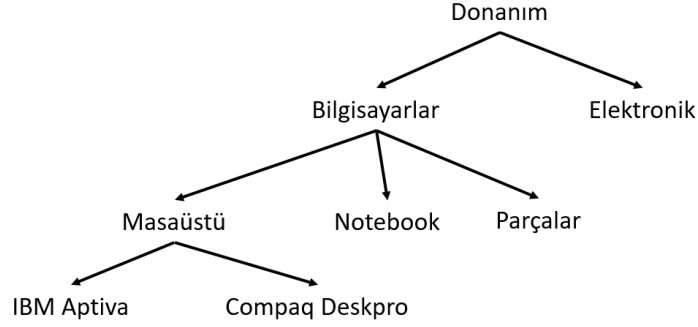 Donanım
Bilgisayarlar
Elektronik
Masaüstü
Notebook
Parçalar
IBM Aptiva
Compaq Deskpro